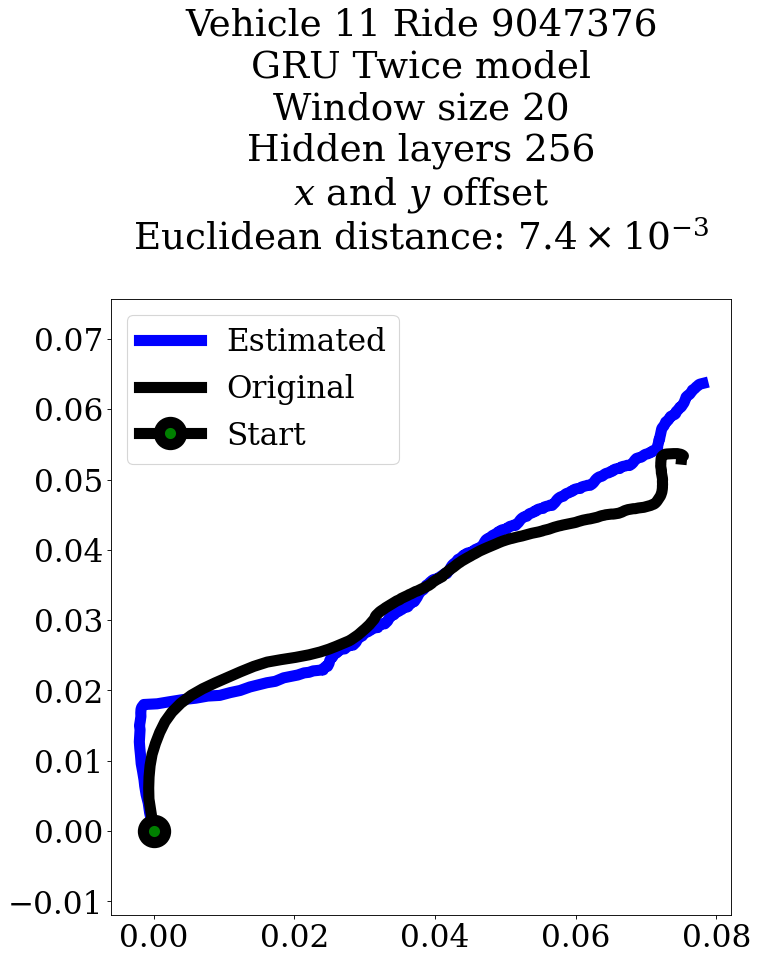 Vehicle 11 Ride 9047376
GRU Twice model
Window size 20
Hidden layers 256
x and y offset
Euclidean distance: 7.4 × 10⁻³
Estimated
Original
Start
0.07
0.06
0.05
0.04
0.03
0.02
0.01
0.00
−0.01
0.00 0.02 0.04 0.06 0.08